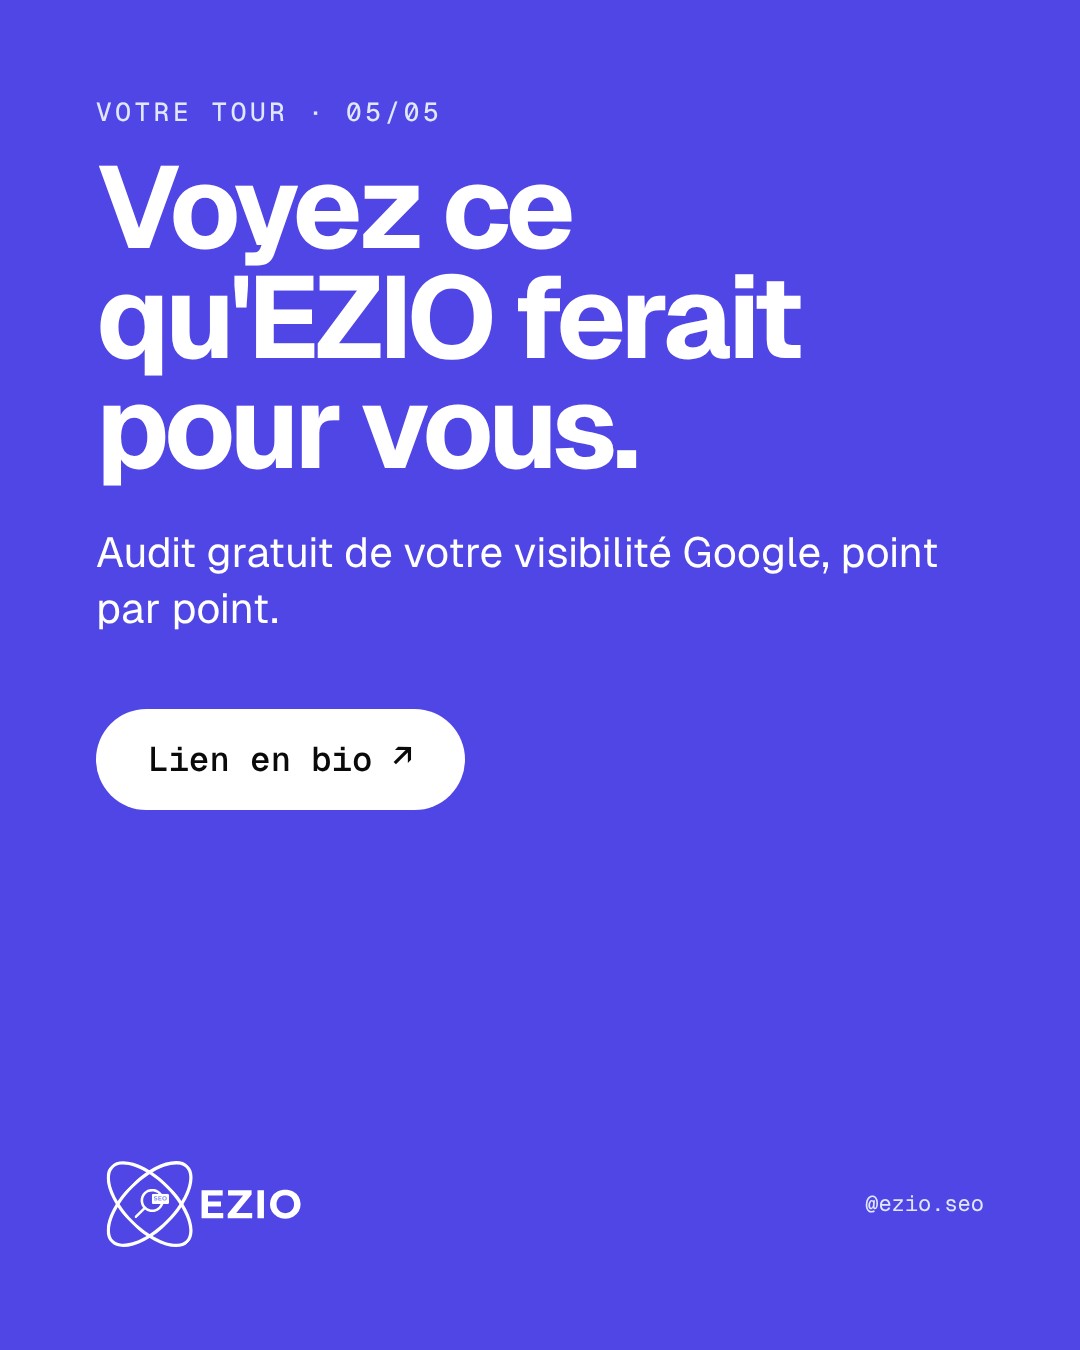 VOTRE TOUR · 05/05
Voyez ce
qu'EZIO ferait
pour vous.
Audit gratuit de votre visibilité Google, point
par point.
Lien en bio ↗
SEO
EZIO
@ezio.seo